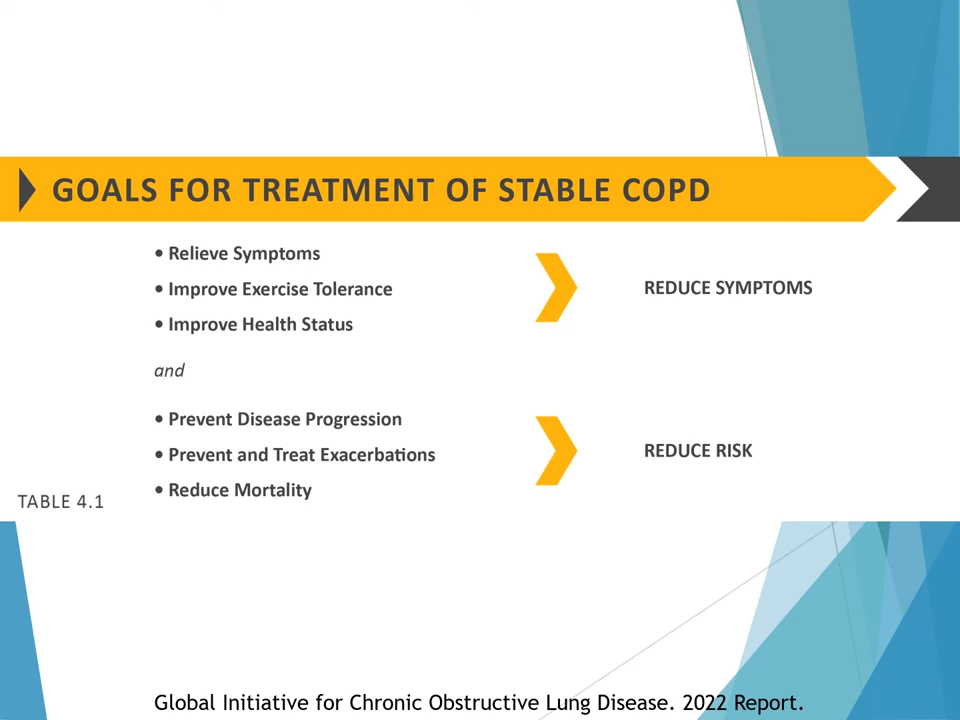 GOALS FOR TREATMENT OF STABLE COPD
• Relieve Symptoms
• Improve Exercise Tolerance
• Improve Health Status
REDUCE SYMPTOMS
and
• Prevent Disease Progression
• Prevent and Treat Exacerbations
• Reduce Mortality
REDUCE RISK
TABLE 4.1
Global Initiative for Chronic Obstructive Lung Disease. 2022 Report.